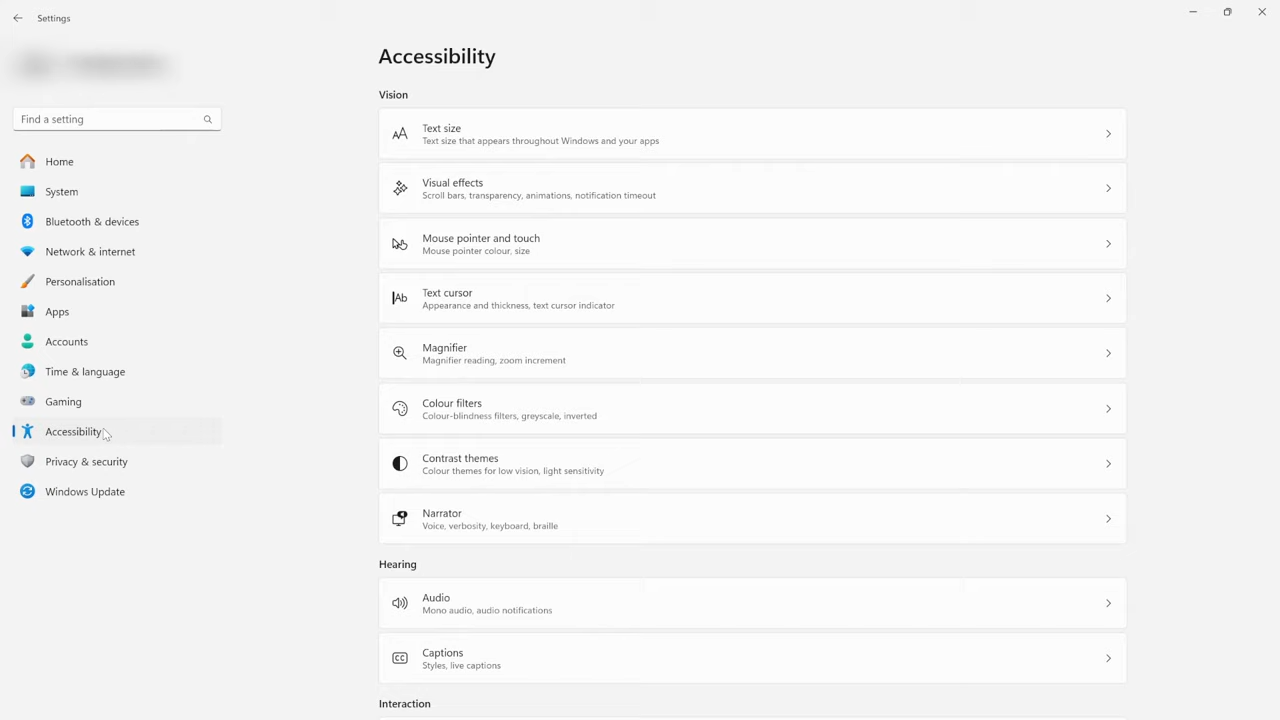 Settings
Find a setting
Home
System
Bluetooth & devices
Network & internet
Personalisation
Apps
Accounts
Time & language
Gaming
Accessibility
Privacy & security
Windows Update
Accessibility
Vision
Text size
Text size that appears throughout Windows and your apps
Visual effects
Scroll bars, transparency, animations, notification timeout
Mouse pointer and touch
Mouse pointer colour, size
Text cursor
Appearance and thickness, text cursor indicator
Magnifier
Magnifier reading, zoom increment
Colour filters
Colour-blindness filters, greyscale, inverted
Contrast themes
Colour themes for low vision, light sensitivity
Narrator
Voice, verbosity, keyboard, braille
Hearing
Audio
Mono audio, audio notifications
Captions
Styles, live captions
Interaction